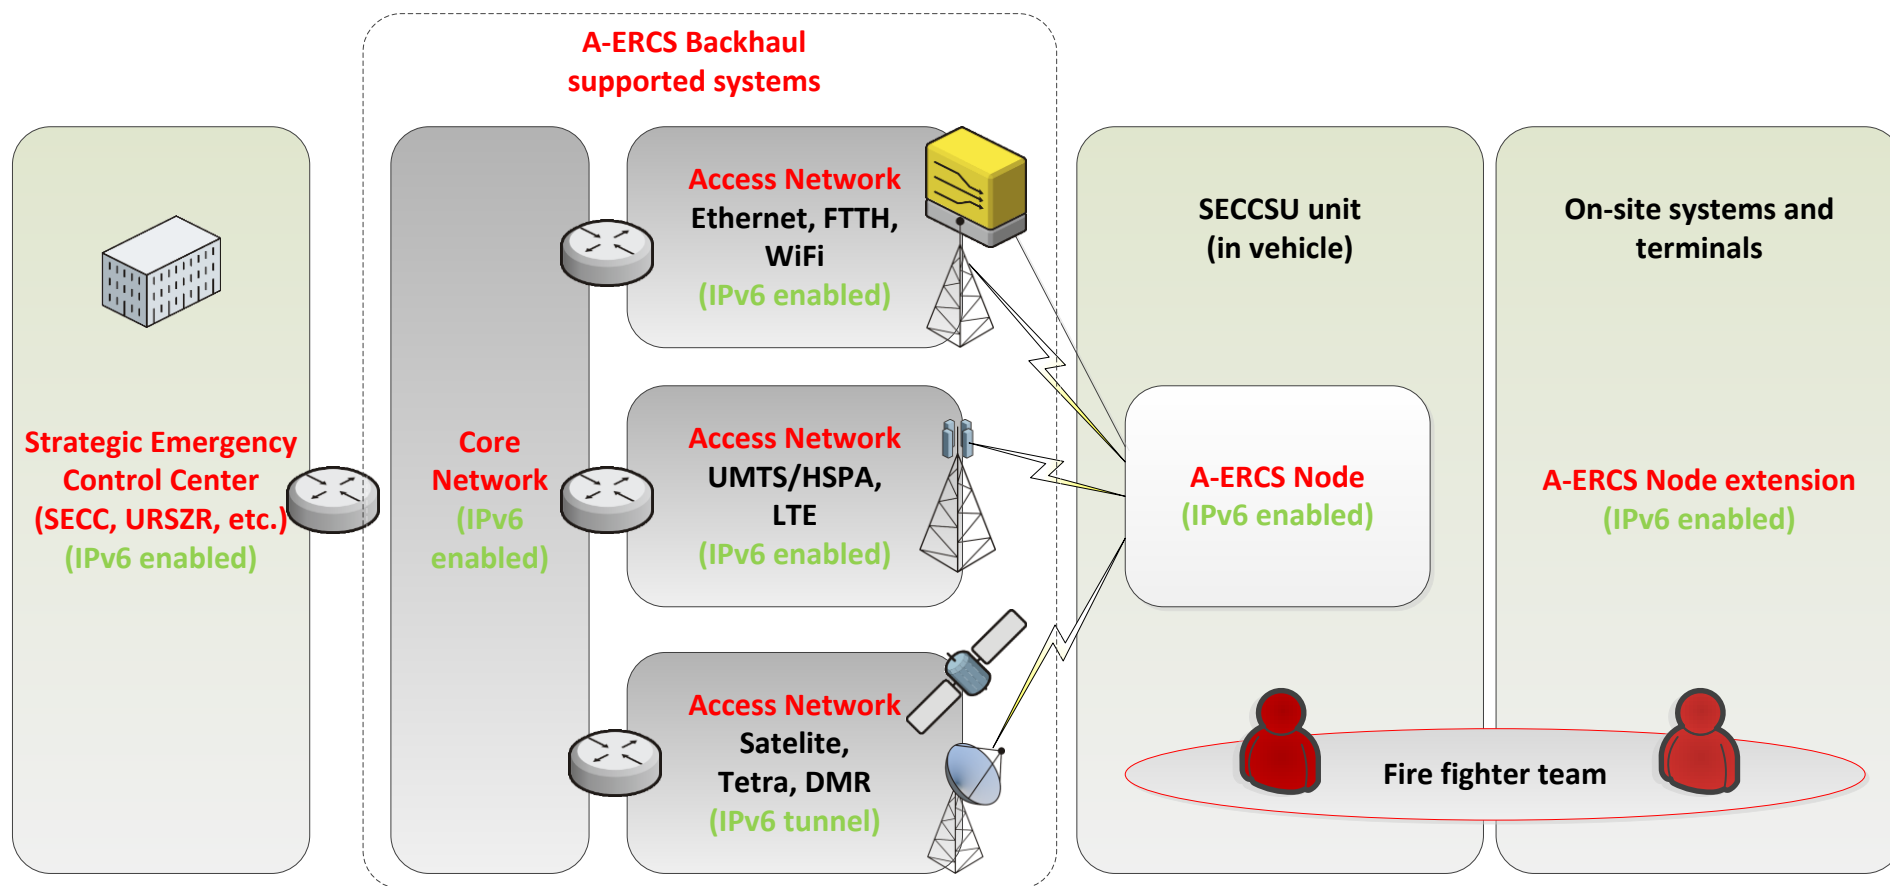 A-ERCS Backhaul
supported systems
Strategic Emergency
Control Center
(SECC, URSZR, etc.)
(IPv6 enabled)
Core
Network
(IPv6
enabled)
Access Network
Ethernet, FTTH,
WiFi
(IPv6 enabled)
Access Network
UMTS/HSPA,
LTE
(IPv6 enabled)
Access Network
Satelite,
Tetra, DMR
(IPv6 tunnel)
SECCSU unit
(in vehicle)
A-ERCS Node
(IPv6 enabled)
On-site systems and
terminals
A-ERCS Node extension
(IPv6 enabled)
Fire fighter team